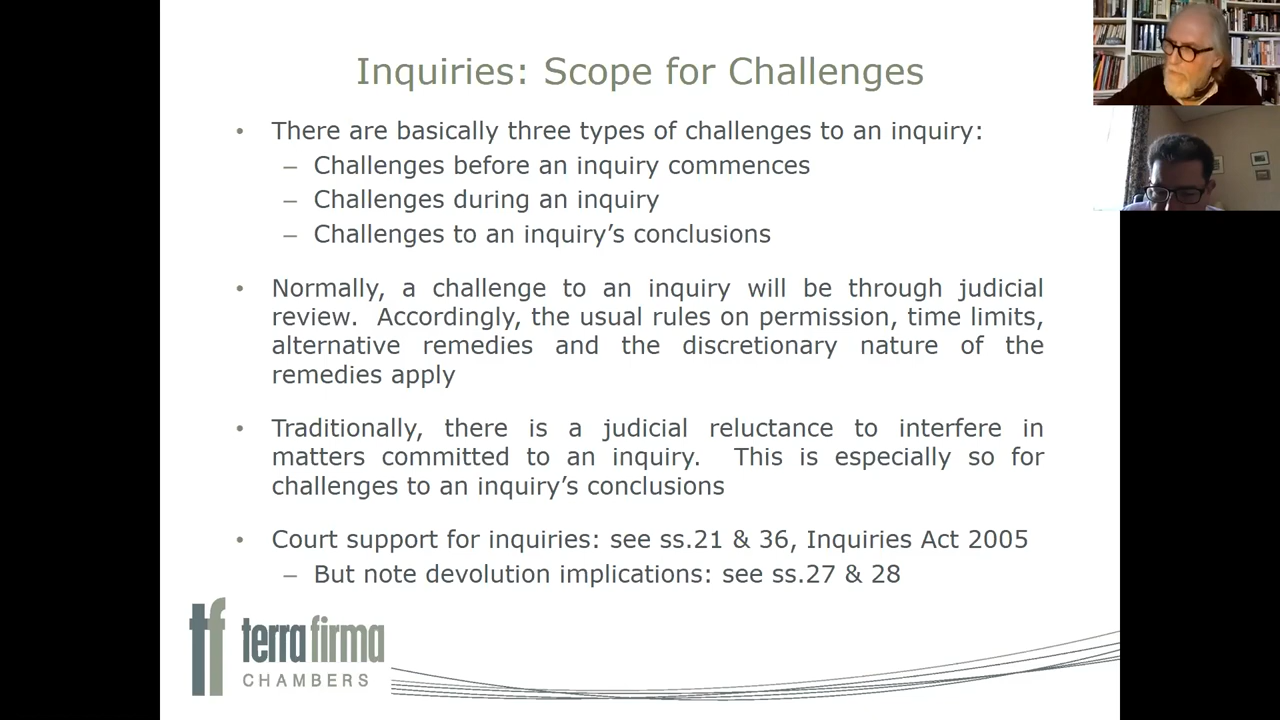 Inquiries: Scope for Challenges
• There are basically three types of challenges to an inquiry:
– Challenges before an inquiry commences
– Challenges during an inquiry
– Challenges to an inquiry’s conclusions
• Normally, a challenge to an inquiry will be through judicial
review. Accordingly, the usual rules on permission, time limits,
alternative remedies and the discretionary nature of the
remedies apply
• Traditionally, there is a judicial reluctance to interfere in
matters committed to an inquiry. This is especially so for
challenges to an inquiry’s conclusions
• Court support for inquiries: see ss.21 & 36, Inquiries Act 2005
– But note devolution implications: see ss.27 & 28
tf terra firma
CHAMBERS